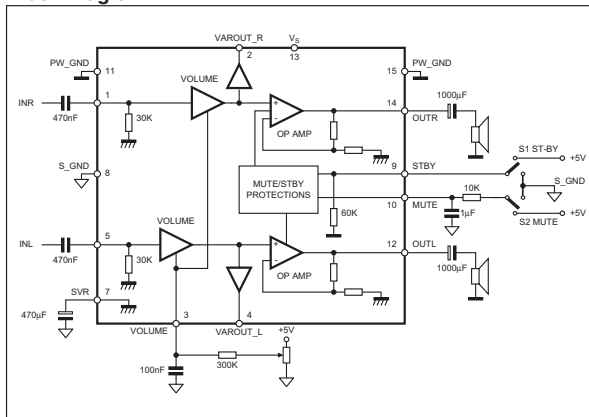 VAROUT_R
VS
2
13
PW_GND
11
15
PW_GND
VOLUME
INR
1
470nF
30K
+
-
OP AMP
14
1000µF
OUTR
S_GND
8
MUTE/STBY
PROTECTIONS
9
STBY
S1 ST-BY
+5V
S_GND
60K
10
MUTE
10K
1µF
+5V
S2 MUTE
VOLUME
INL
5
470nF
30K
+
-
OP AMP
12
OUTL
1000µF
SVR
7
470µF
3
4
VOLUME
VAROUT_L
+5V
100nF
300K